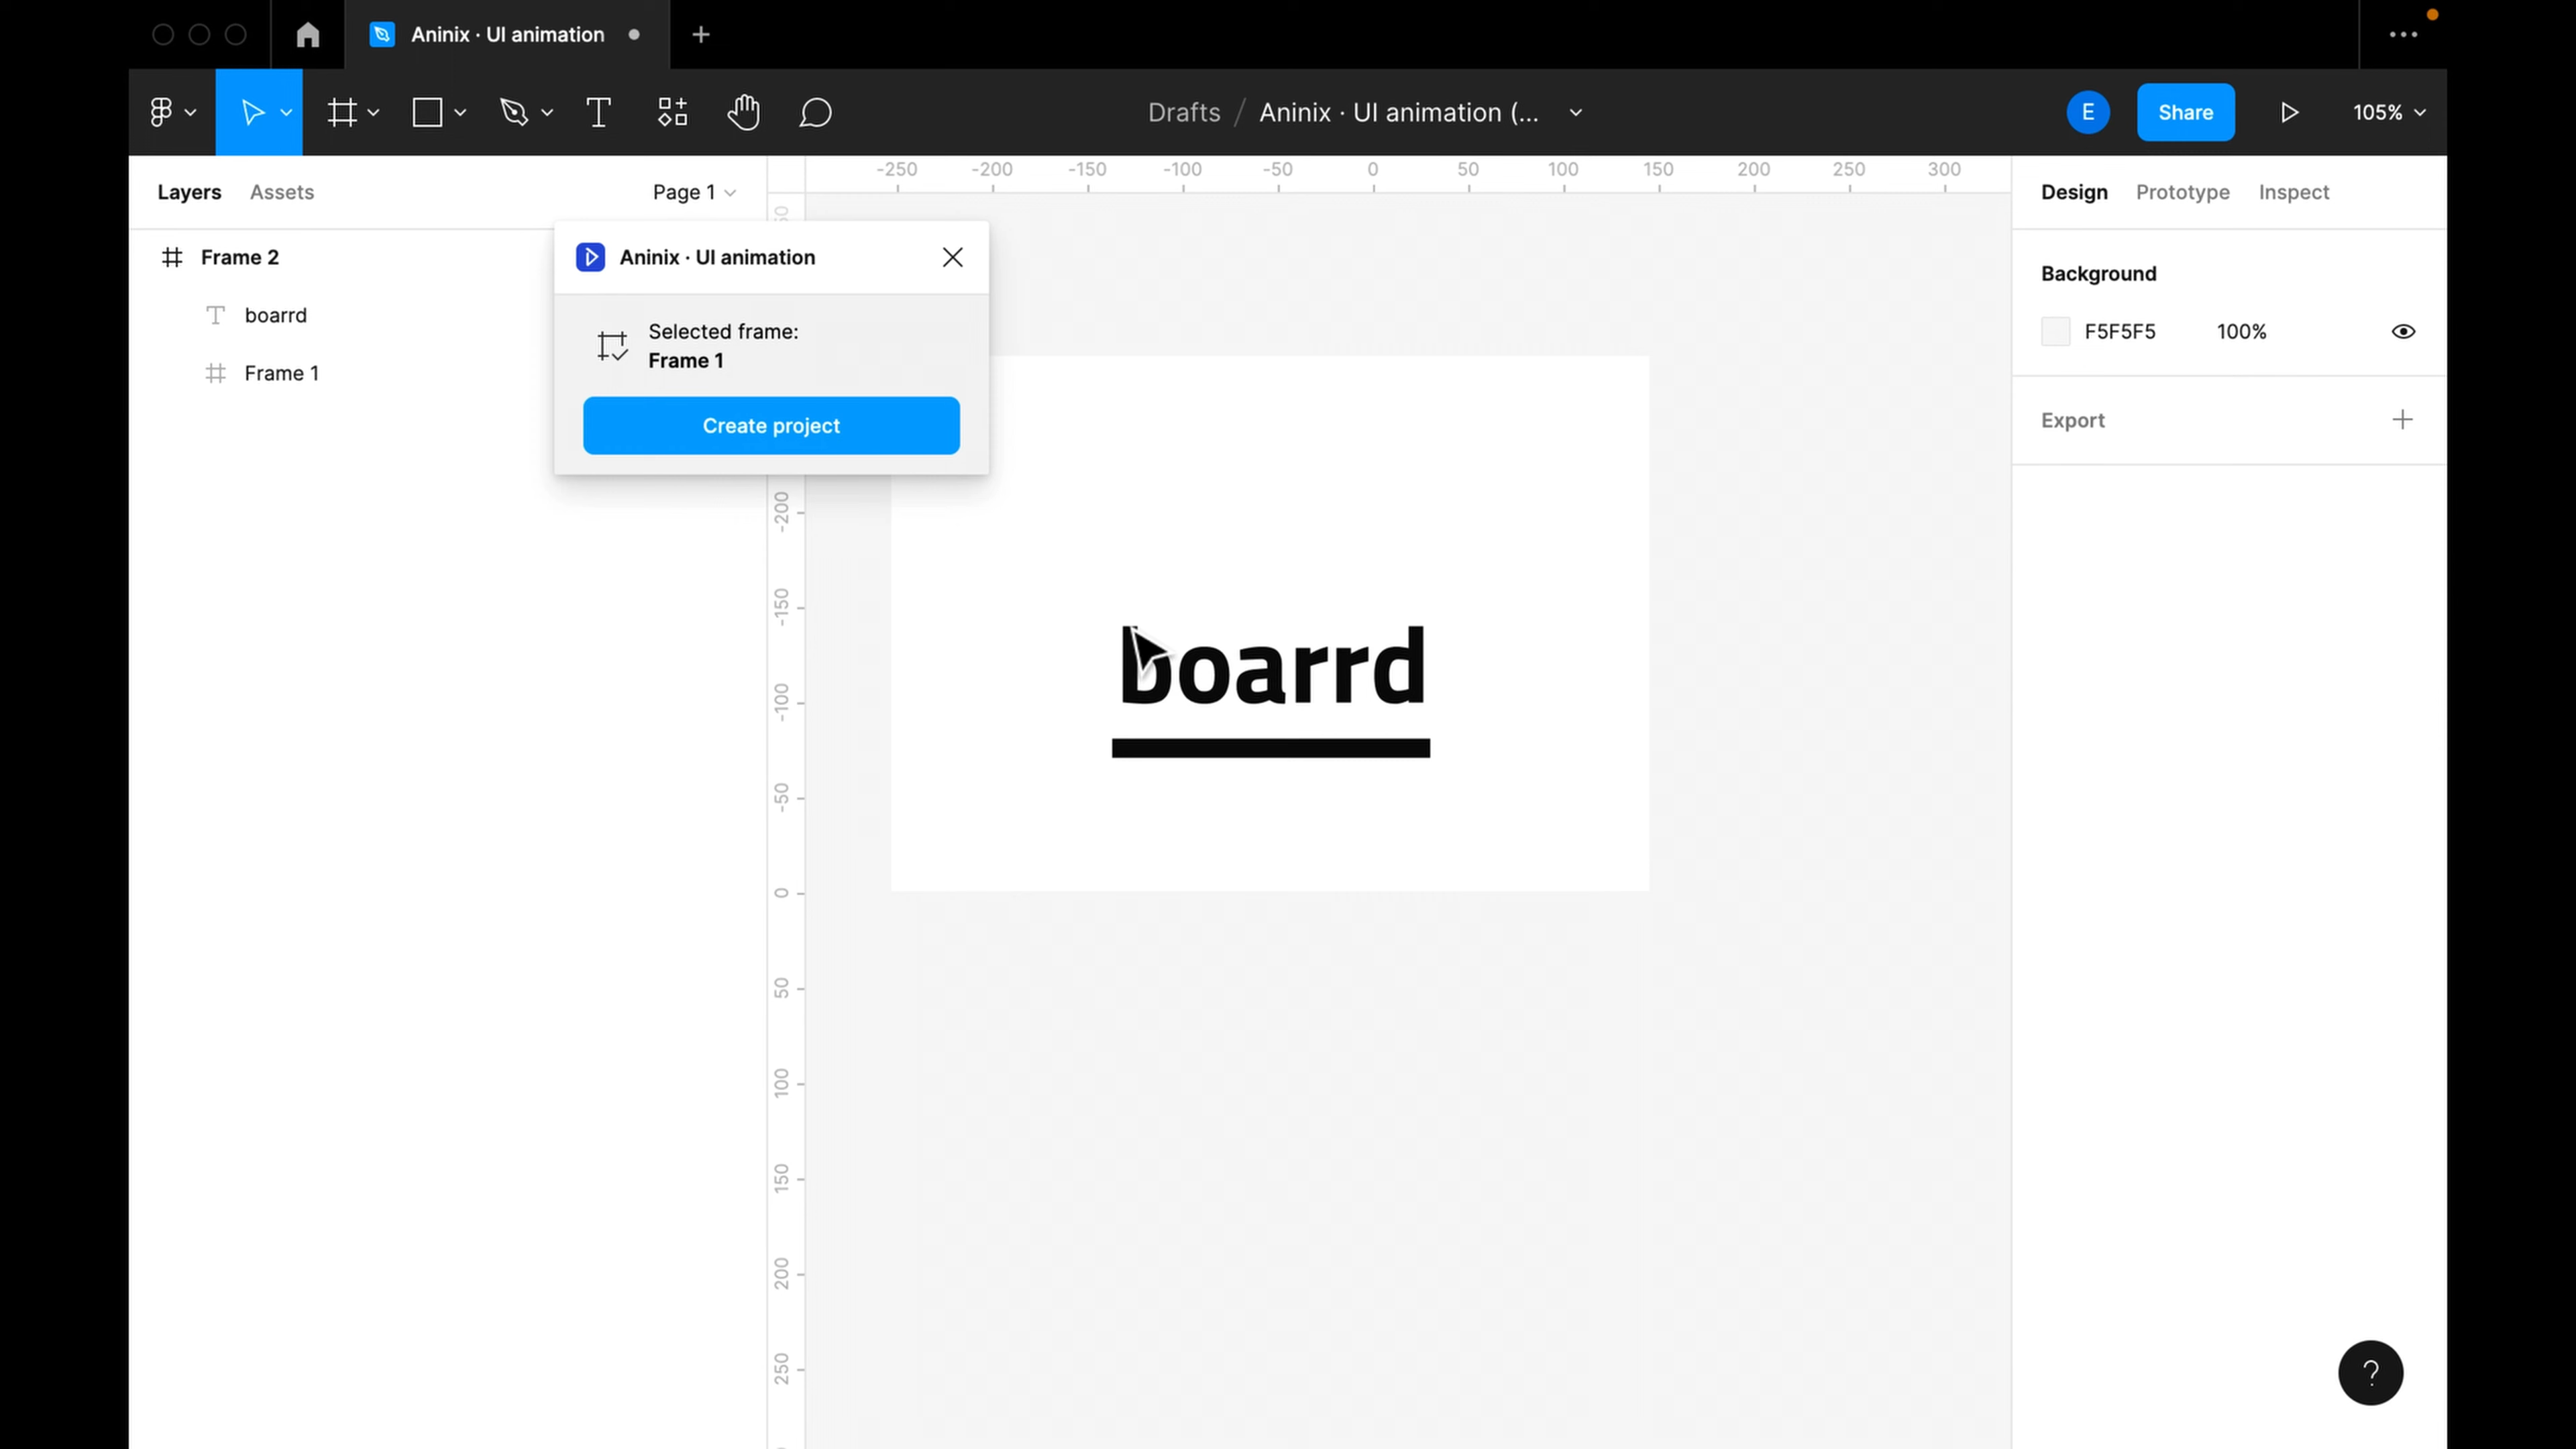 Aninix · UI animation
Drafts / Aninix · UI animation (...
E
Share
105%
Layers
Assets
Page 1
-250 -200 -150 -100 -50 0 50 100 150 200 250 300
Design
Prototype
Inspect
Frame 2
boarrd
Frame 1
Aninix · UI animation
Selected frame:
Frame 1
Create project
Background
F5F5F5
100%
Export
-200
-150
-100
-50
0
50
100
150
200
250
boarrd
?